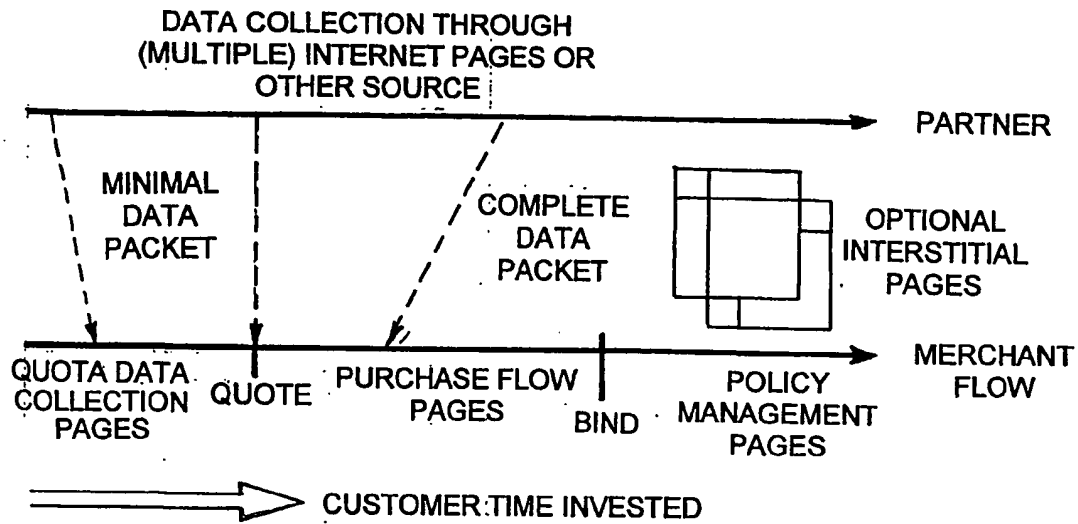 DATA COLLECTION THROUGH
(MULTIPLE) INTERNET PAGES OR
OTHER SOURCE
PARTNER
MINIMAL
DATA
PACKET
COMPLETE
DATA
PACKET
OPTIONAL
INTERSTITIAL
PAGES
QUOTA DATA
COLLECTION
PAGES
QUOTE
PURCHASE FLOW
PAGES
BIND
POLICY
MANAGEMENT
PAGES
MERCHANT
FLOW
CUSTOMER:TIME INVESTED